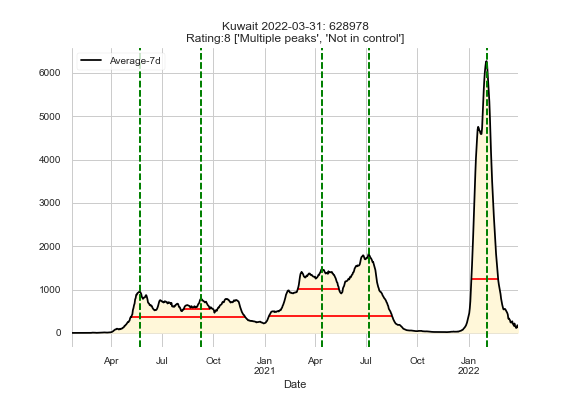 Kuwait 2022-03-31: 628978
Rating:8 ['Multiple peaks', 'Not in control']
Average-7d
6000
5000
4000
3000
2000
1000
0
Apr Jul Oct Jan Apr Jul Oct Jan
2021 2022
Date